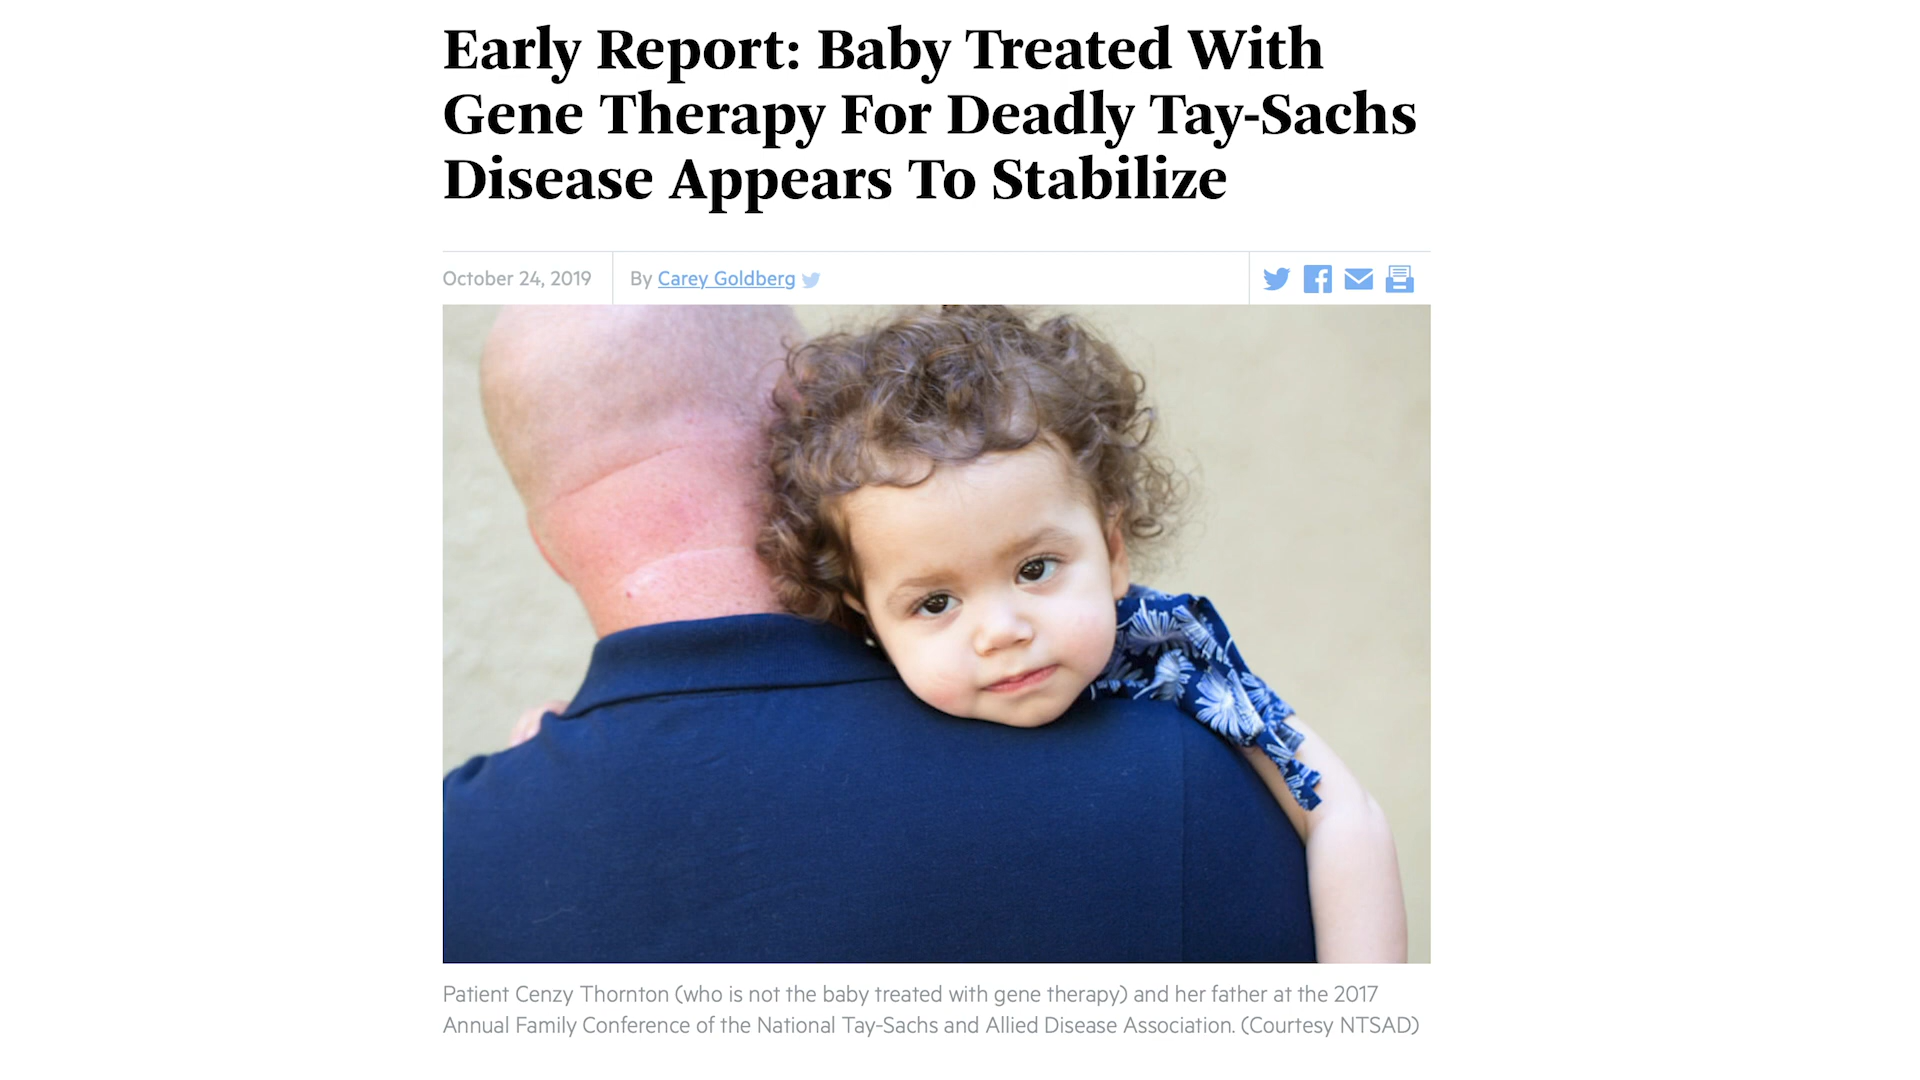 Early Report: Baby Treated With
Gene Therapy For Deadly Tay-Sachs
Disease Appears To Stabilize
October 24, 2019
By Carey Goldberg
Patient Cenzy Thornton (who is not the baby treated with gene therapy) and her father at the 2017
Annual Family Conference of the National Tay-Sachs and Allied Disease Association. (Courtesy NTSAD)